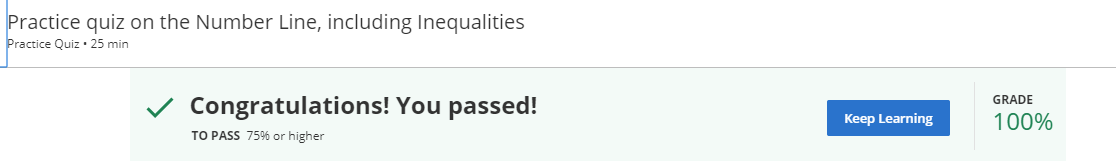 Practice quiz on the Number Line, including Inequalities
Practice Quiz • 25 min
Congratulations! You passed!
TO PASS 75% or higher
Keep Learning
GRADE
100%